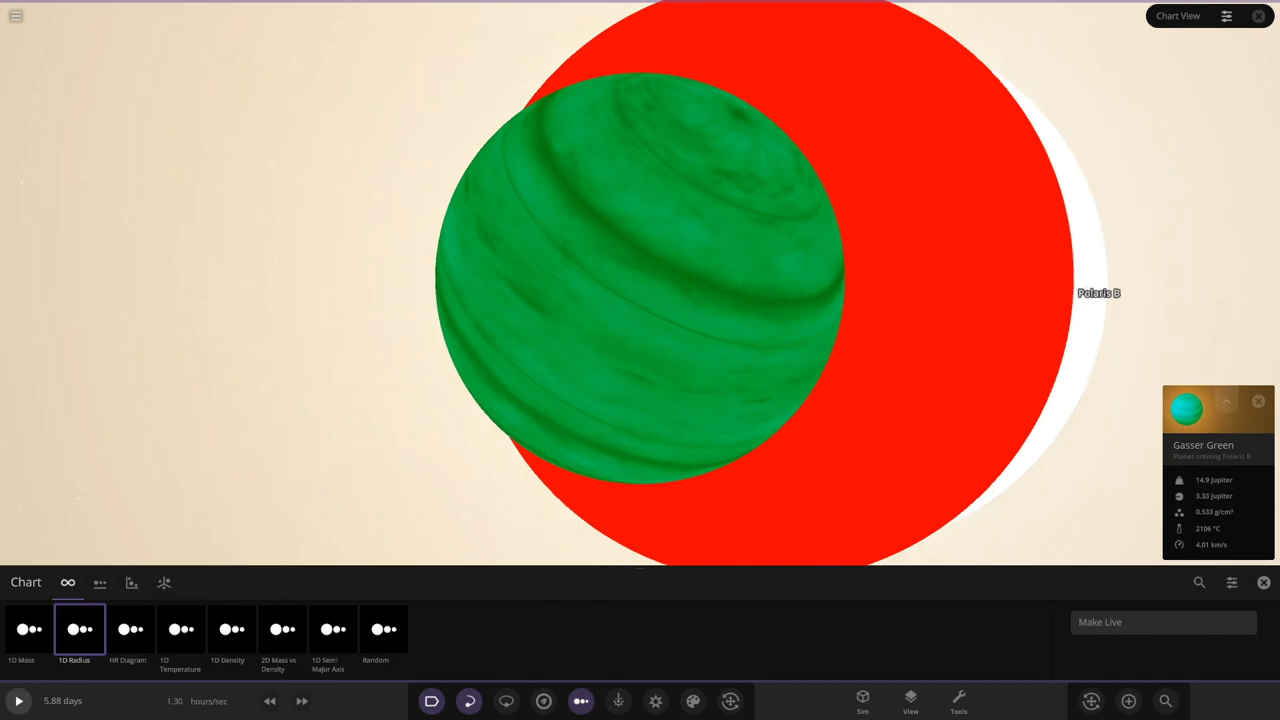 Chart View
Polaris B
Gasser Green
Planet orbiting Polaris B
14.9 Jupiter
3.33 Jupiter
0.533 g/cm³
2106 °C
4.01 km/s
Chart
1D Mass
1D Radius
HR Diagram
1D
Temperature
1D Density
2D Mass vs
Density
1D Semi
Major Axis
Random
Make Live
5.88 days
1.30 hours/sec
Sim
View
Tools